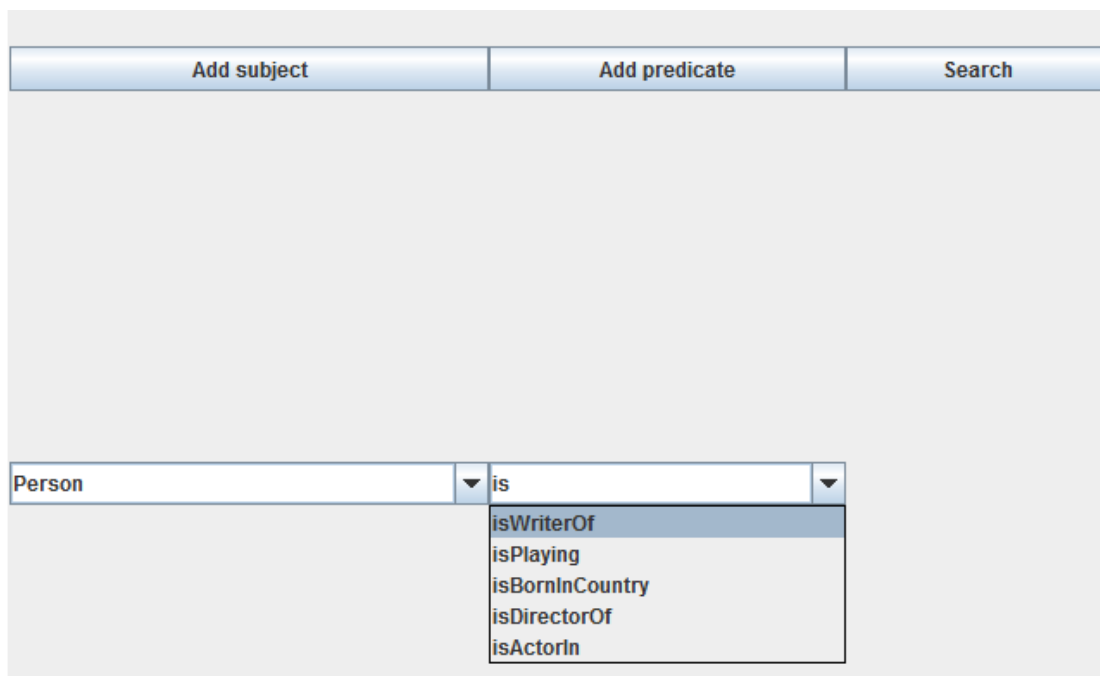 Add subject Add predicate Search
Person is
isWriterOf
isPlaying
isBornInCountry
isDirectorOf
isActorIn